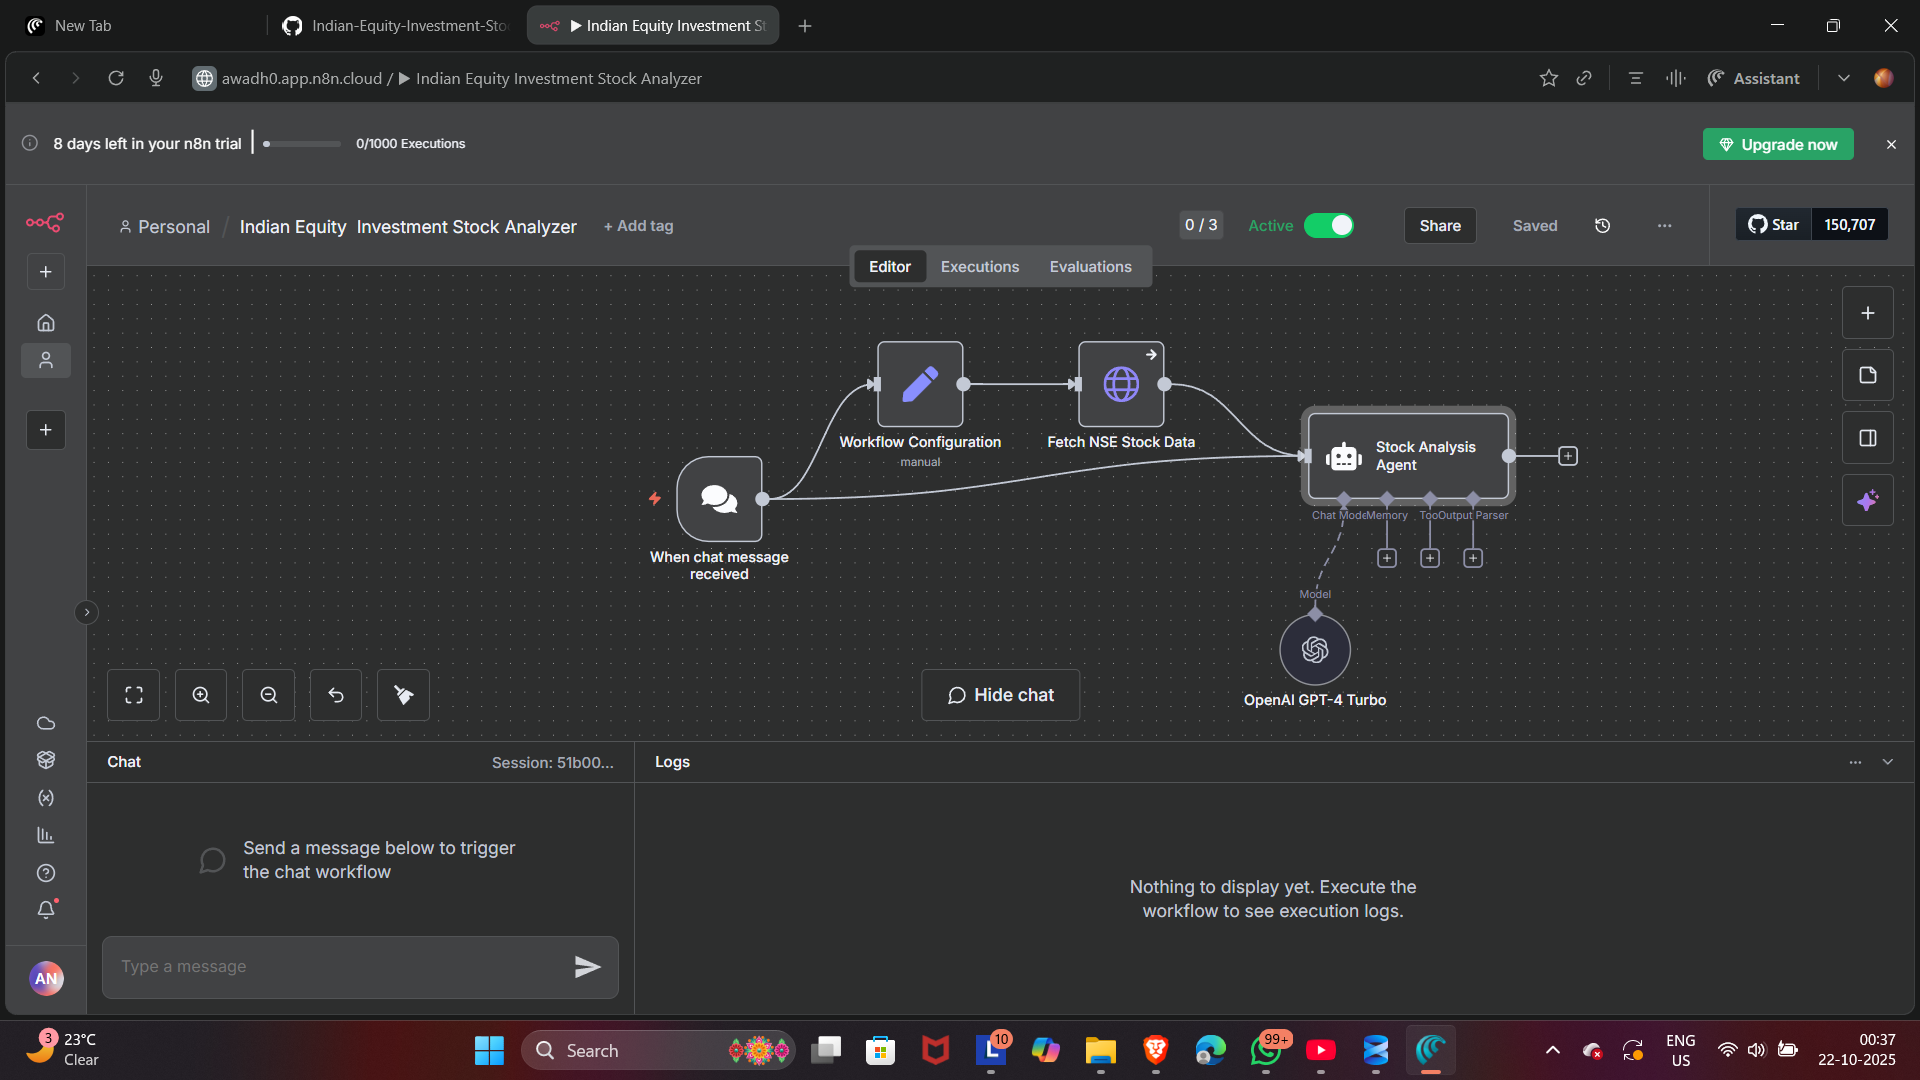 New Tab
Indian-Equity-Investment-Sto
▶ Indian Equity Investment St
awadh0.app.n8n.cloud / ▶ Indian Equity Investment Stock Analyzer
Assistant
8 days left in your n8n trial
0/1000 Executions
Upgrade now
Personal / Indian Equity Investment Stock Analyzer
+ Add tag
0 / 3
Active
Share
Saved
Star
150,707
Editor
Executions
Evaluations
Workflow Configuration
manual
Fetch NSE Stock Data
Stock Analysis
Agent
When chat message
received
Chat Mode
Memory
Too
Output Parser
Model
OpenAI GPT-4 Turbo
Hide chat
Chat
Session: 51b00...
Logs
Send a message below to trigger
the chat workflow
Nothing to display yet. Execute the
workflow to see execution logs.
Type a message
AN
3
23°C
Clear
Search
L
10
99+
ENG
US
00:37
22-10-2025